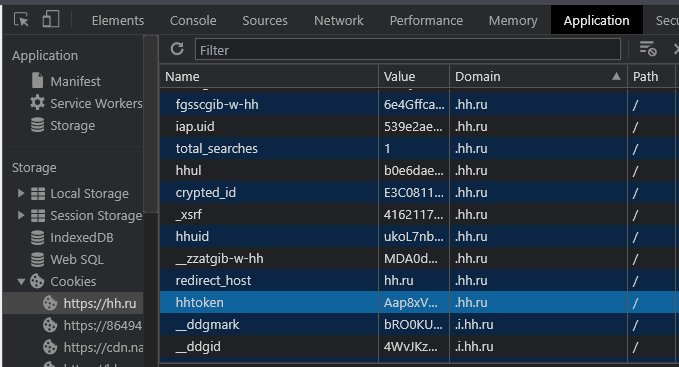 Elements Console Sources Network Performance Memory Application Secu
Application
Manifest
Service Workers
Storage
Storage
Local Storage
Session Storage
IndexedDB
Web SQL
Cookies
https://hh.ru
https://86494
https://cdn.na
Filter
Name Value Domain Path
fgsscgib-w-hh 6e4Gffca... .hh.ru /
iap.uid 539e2ae... .hh.ru /
total_searches 1 .hh.ru /
hhul b0e6dae... .hh.ru /
crypted_id E3C0811... .hh.ru /
_xsrf 4162117... .hh.ru /
hhuid ukoL7nb... .hh.ru /
__zzatgib-w-hh MDA0d... .hh.ru /
redirect_host hh.ru .hh.ru /
hhtoken Aap8xV... .hh.ru /
__ddgmark bRO0KU... .i.hh.ru /
__ddgid 4WvJKz... .i.hh.ru /